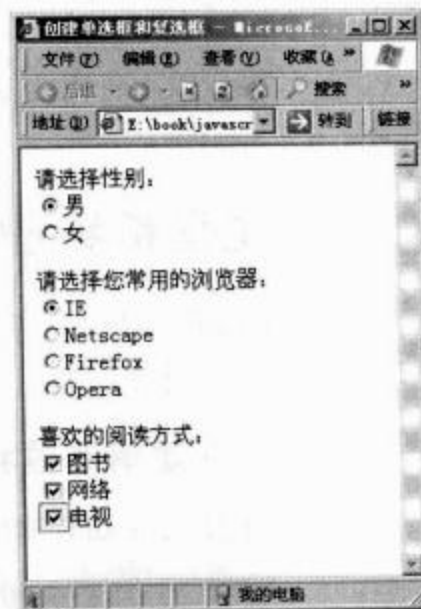 创建单选框和复选框 - Microsof...
文件(F) 编辑(E) 查看(V) 收藏(A »
后退 搜索 »
地址(D) E:\book\javascr 转到 链接
请选择性别：
男
女
请选择您常用的浏览器：
IE
Netscape
Firefox
Opera
喜欢的阅读方式：
图书
网络
电视
我的电脑